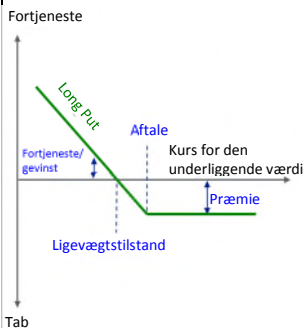 Fortjeneste
Long Put
Aftale
Kurs for den
underliggende værdi
Fortjeneste/
gevinst
Præmie
Ligevægtstilstand
Tab